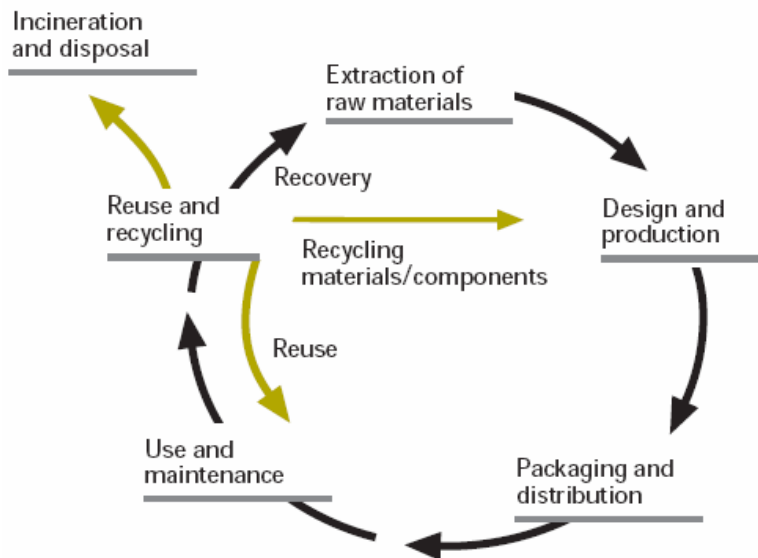 Incineration
and disposal
Extraction of
raw materials
Recovery
Reuse and
recycling
Recycling
materials/components
Design and
production
Reuse
Use and
maintenance
Packaging and
distribution